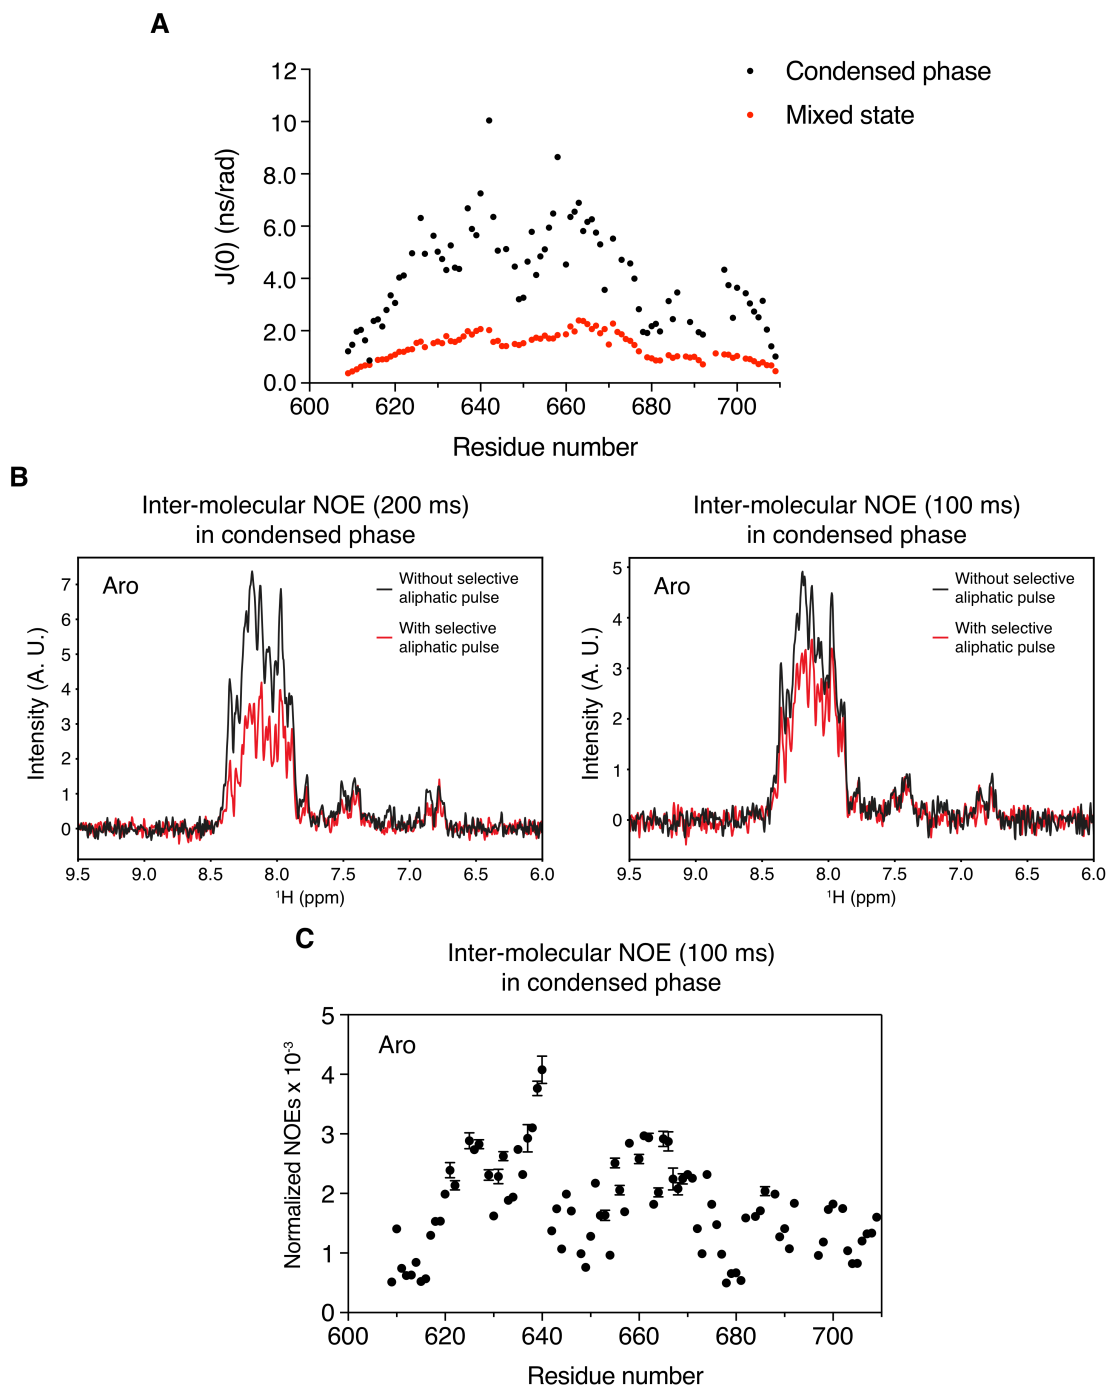 A
Condensed phase
Mixed state
12
10
8.0
6.0
4.0
2.0
0.0
J(0) (ns/rad)
600
620
640
660
680
700
Residue number
B
Inter-molecular NOE (200 ms)
in condensed phase
Aro
Without selective
aliphatic pulse
With selective
aliphatic pulse
7
6
5
4
3
2
1
0
Intensity (A. U.)
9.5
9.0
8.5
8.0
7.5
7.0
6.5
6.0
¹H (ppm)
Inter-molecular NOE (100 ms)
in condensed phase
Aro
Without selective
aliphatic pulse
With selective
aliphatic pulse
5
4
3
2
1
0
Intensity (A. U.)
9.5
9.0
8.5
8.0
7.5
7.0
6.5
6.0
¹H (ppm)
C
Inter-molecular NOE (100 ms)
in condensed phase
Aro
5
4
3
2
1
0
Normalized NOEs x 10⁻³
600
620
640
660
680
700
Residue number